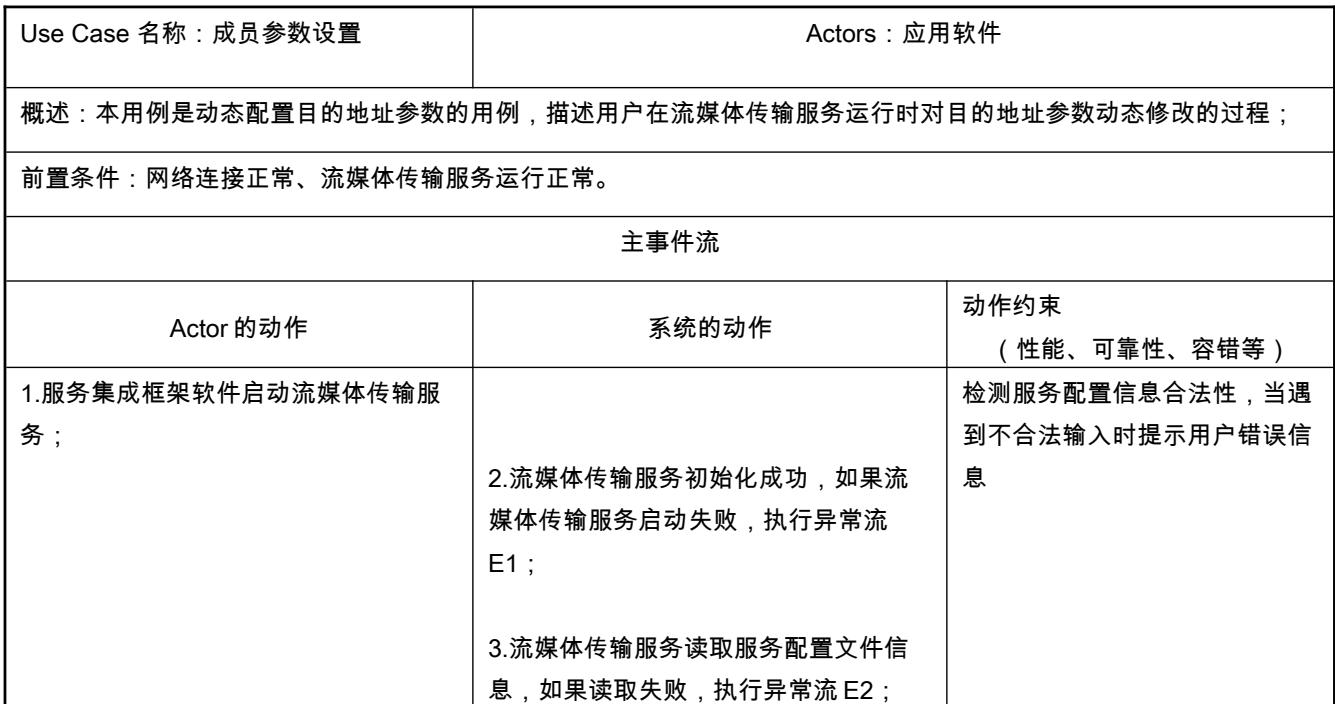 Use Case 名称：成员参数设置
Actors：应用软件
概述：本用例是动态配置目的地址参数的用例，描述用户在流媒体传输服务运行时对目的地址参数动态修改的过程；
前置条件：网络连接正常、流媒体传输服务运行正常。
主事件流
Actor 的动作
系统的动作
动作约束
（性能、可靠性、容错等）
1.服务集成框架软件启动流媒体传输服
务；
2.流媒体传输服务初始化成功，如果流
媒体传输服务启动失败，执行异常流
E1；
3.流媒体传输服务读取服务配置文件信
息，如果读取失败，执行异常流 E2；
检测服务配置信息合法性，当遇
到不合法输入时提示用户错误信
息